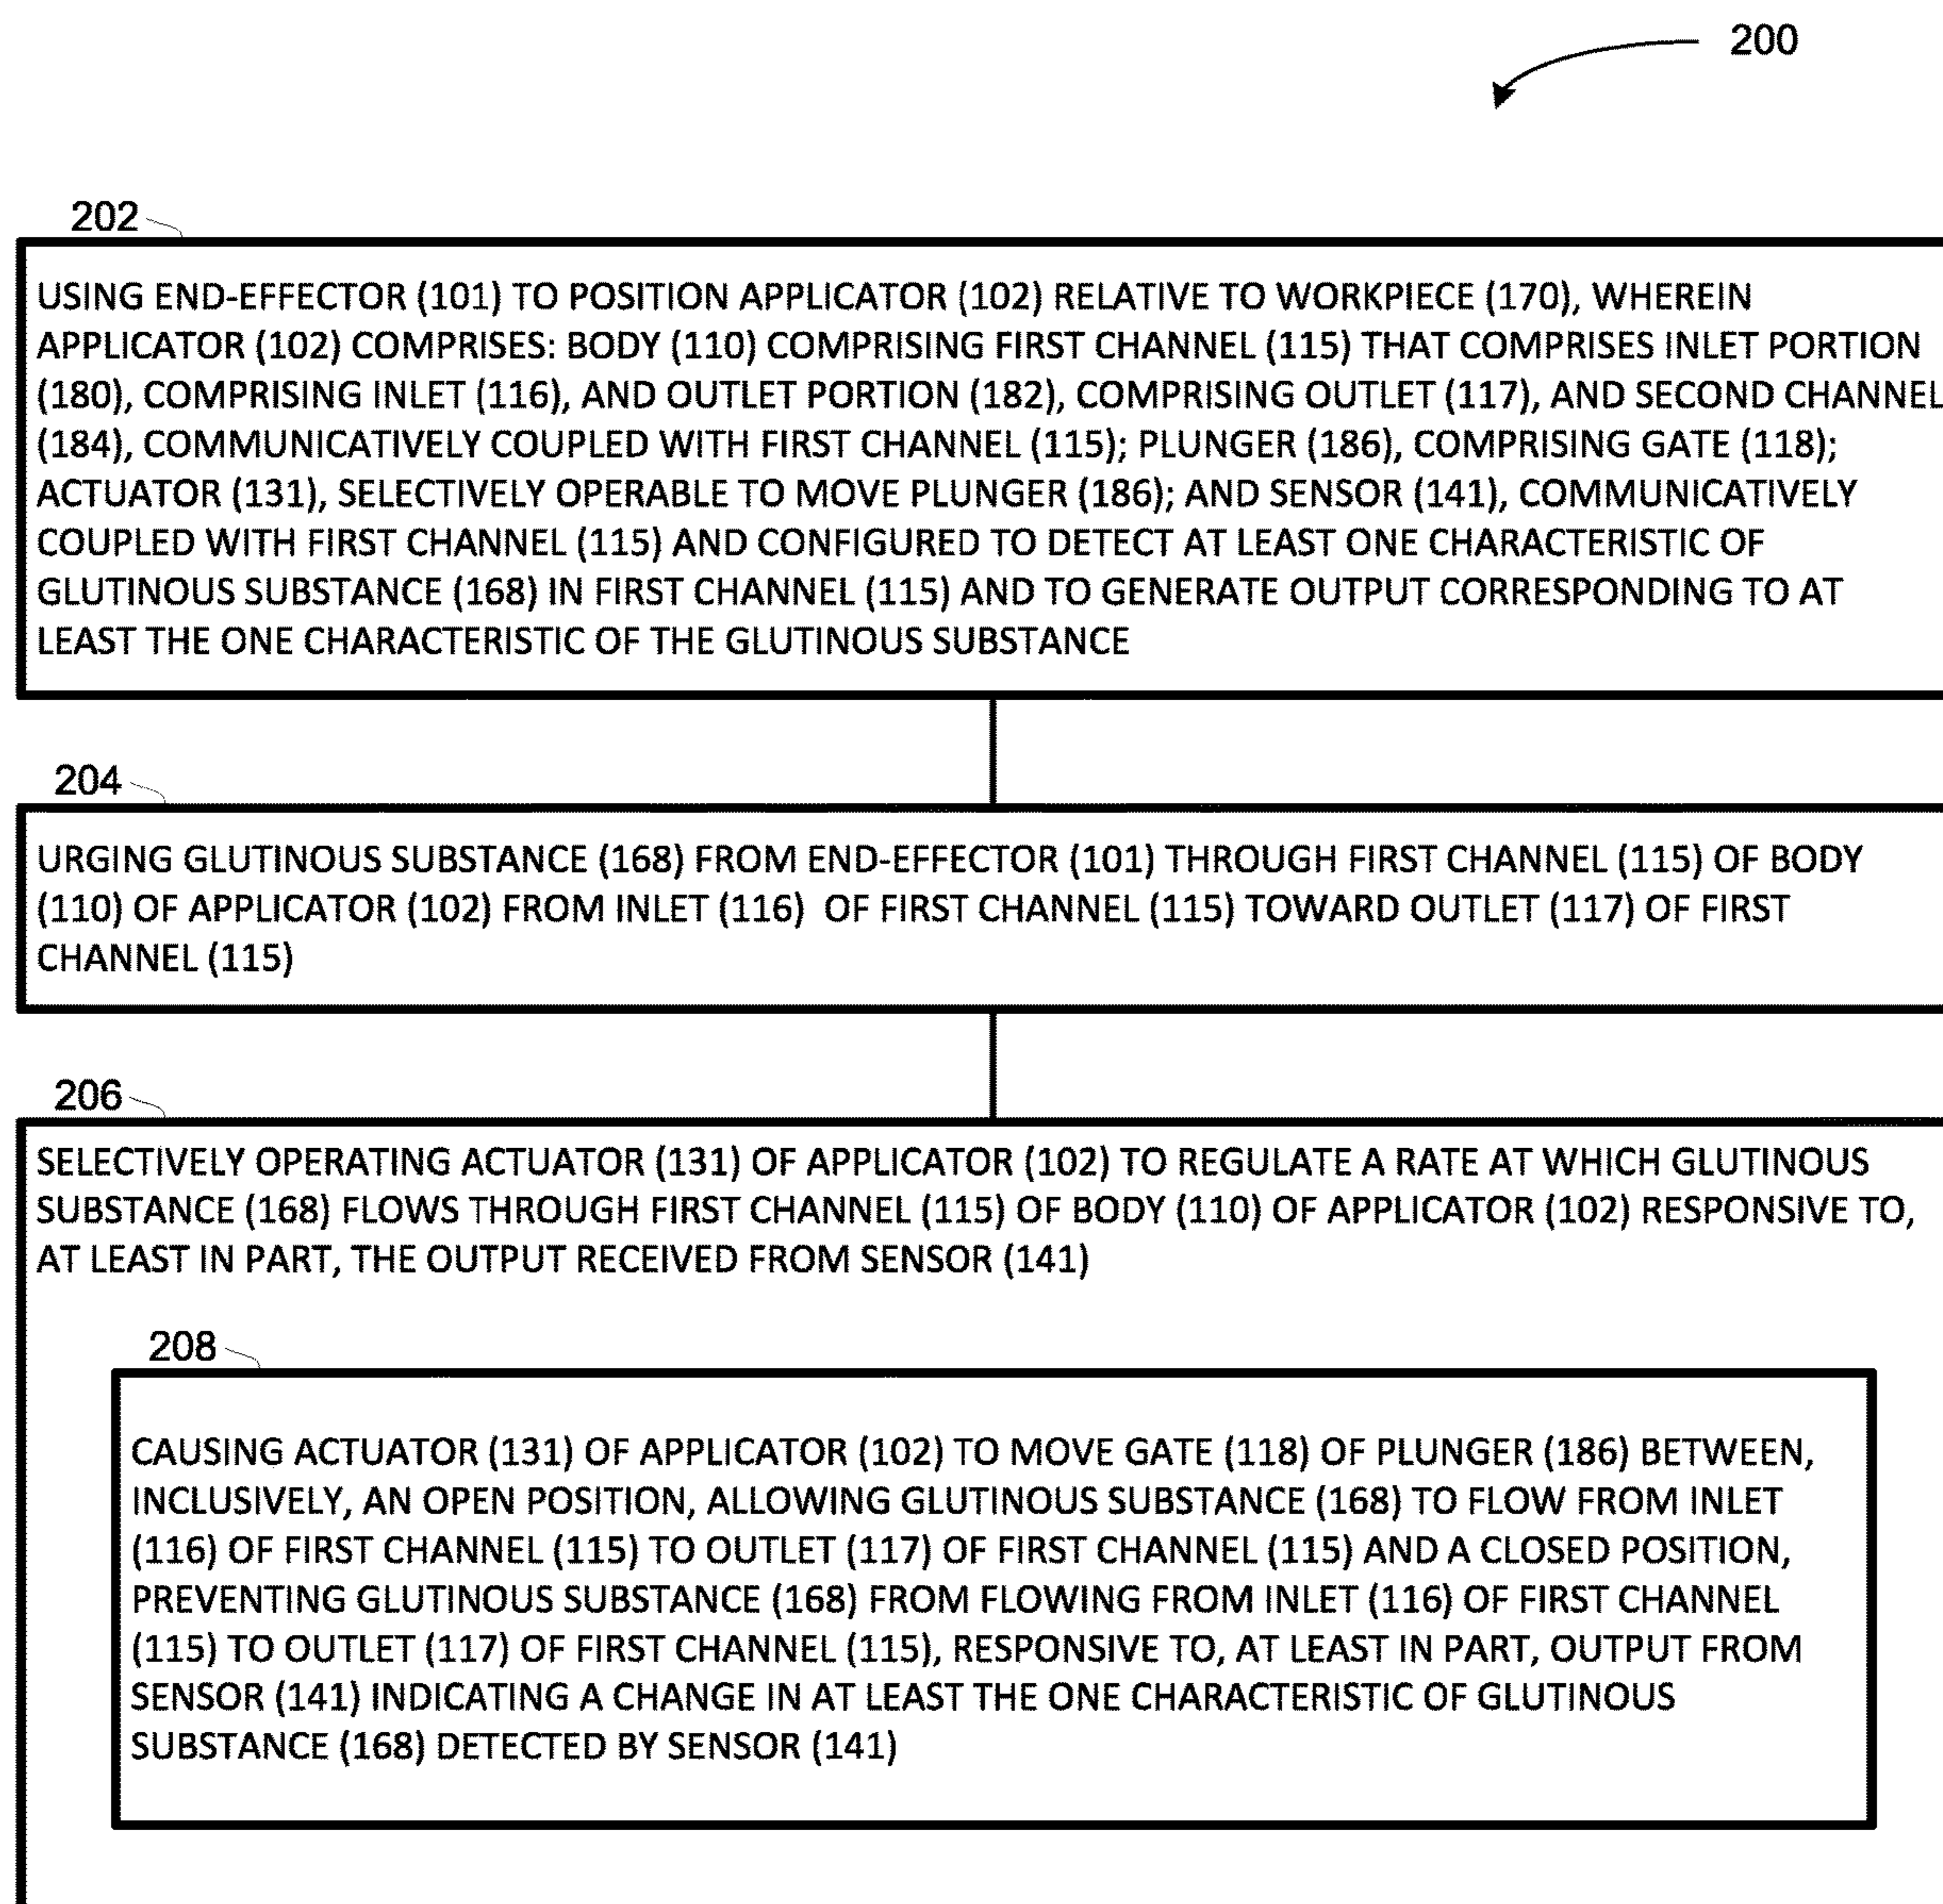 200
202
USING END-EFFECTOR (101) TO POSITION APPLICATOR (102) RELATIVE TO WORKPIECE (170), WHEREIN
APPLICATOR (102) COMPRISES: BODY (110) COMPRISING FIRST CHANNEL (115) THAT COMPRISES INLET PORTION
(180), COMPRISING INLET (116), AND OUTLET PORTION (182), COMPRISING OUTLET (117), AND SECOND CHANNEL
(184), COMMUNICATIVELY COUPLED WITH FIRST CHANNEL (115); PLUNGER (186), COMPRISING GATE (118);
ACTUATOR (131), SELECTIVELY OPERABLE TO MOVE PLUNGER (186); AND SENSOR (141), COMMUNICATIVELY
COUPLED WITH FIRST CHANNEL (115) AND CONFIGURED TO DETECT AT LEAST ONE CHARACTERISTIC OF
GLUTINOUS SUBSTANCE (168) IN FIRST CHANNEL (115) AND TO GENERATE OUTPUT CORRESPONDING TO AT
LEAST THE ONE CHARACTERISTIC OF THE GLUTINOUS SUBSTANCE
204
URGING GLUTINOUS SUBSTANCE (168) FROM END-EFFECTOR (101) THROUGH FIRST CHANNEL (115) OF BODY
(110) OF APPLICATOR (102) FROM INLET (116) OF FIRST CHANNEL (115) TOWARD OUTLET (117) OF FIRST
CHANNEL (115)
206
SELECTIVELY OPERATING ACTUATOR (131) OF APPLICATOR (102) TO REGULATE A RATE AT WHICH GLUTINOUS
SUBSTANCE (168) FLOWS THROUGH FIRST CHANNEL (115) OF BODY (110) OF APPLICATOR (102) RESPONSIVE TO,
AT LEAST IN PART, THE OUTPUT RECEIVED FROM SENSOR (141)
208
CAUSING ACTUATOR (131) OF APPLICATOR (102) TO MOVE GATE (118) OF PLUNGER (186) BETWEEN,
INCLUSIVELY, AN OPEN POSITION, ALLOWING GLUTINOUS SUBSTANCE (168) TO FLOW FROM INLET
(116) OF FIRST CHANNEL (115) TO OUTLET (117) OF FIRST CHANNEL (115) AND A CLOSED POSITION,
PREVENTING GLUTINOUS SUBSTANCE (168) FROM FLOWING FROM INLET (116) OF FIRST CHANNEL
(115) TO OUTLET (117) OF FIRST CHANNEL (115), RESPONSIVE TO, AT LEAST IN PART, OUTPUT FROM
SENSOR (141) INDICATING A CHANGE IN AT LEAST THE ONE CHARACTERISTIC OF GLUTINOUS
SUBSTANCE (168) DETECTED BY SENSOR (141)